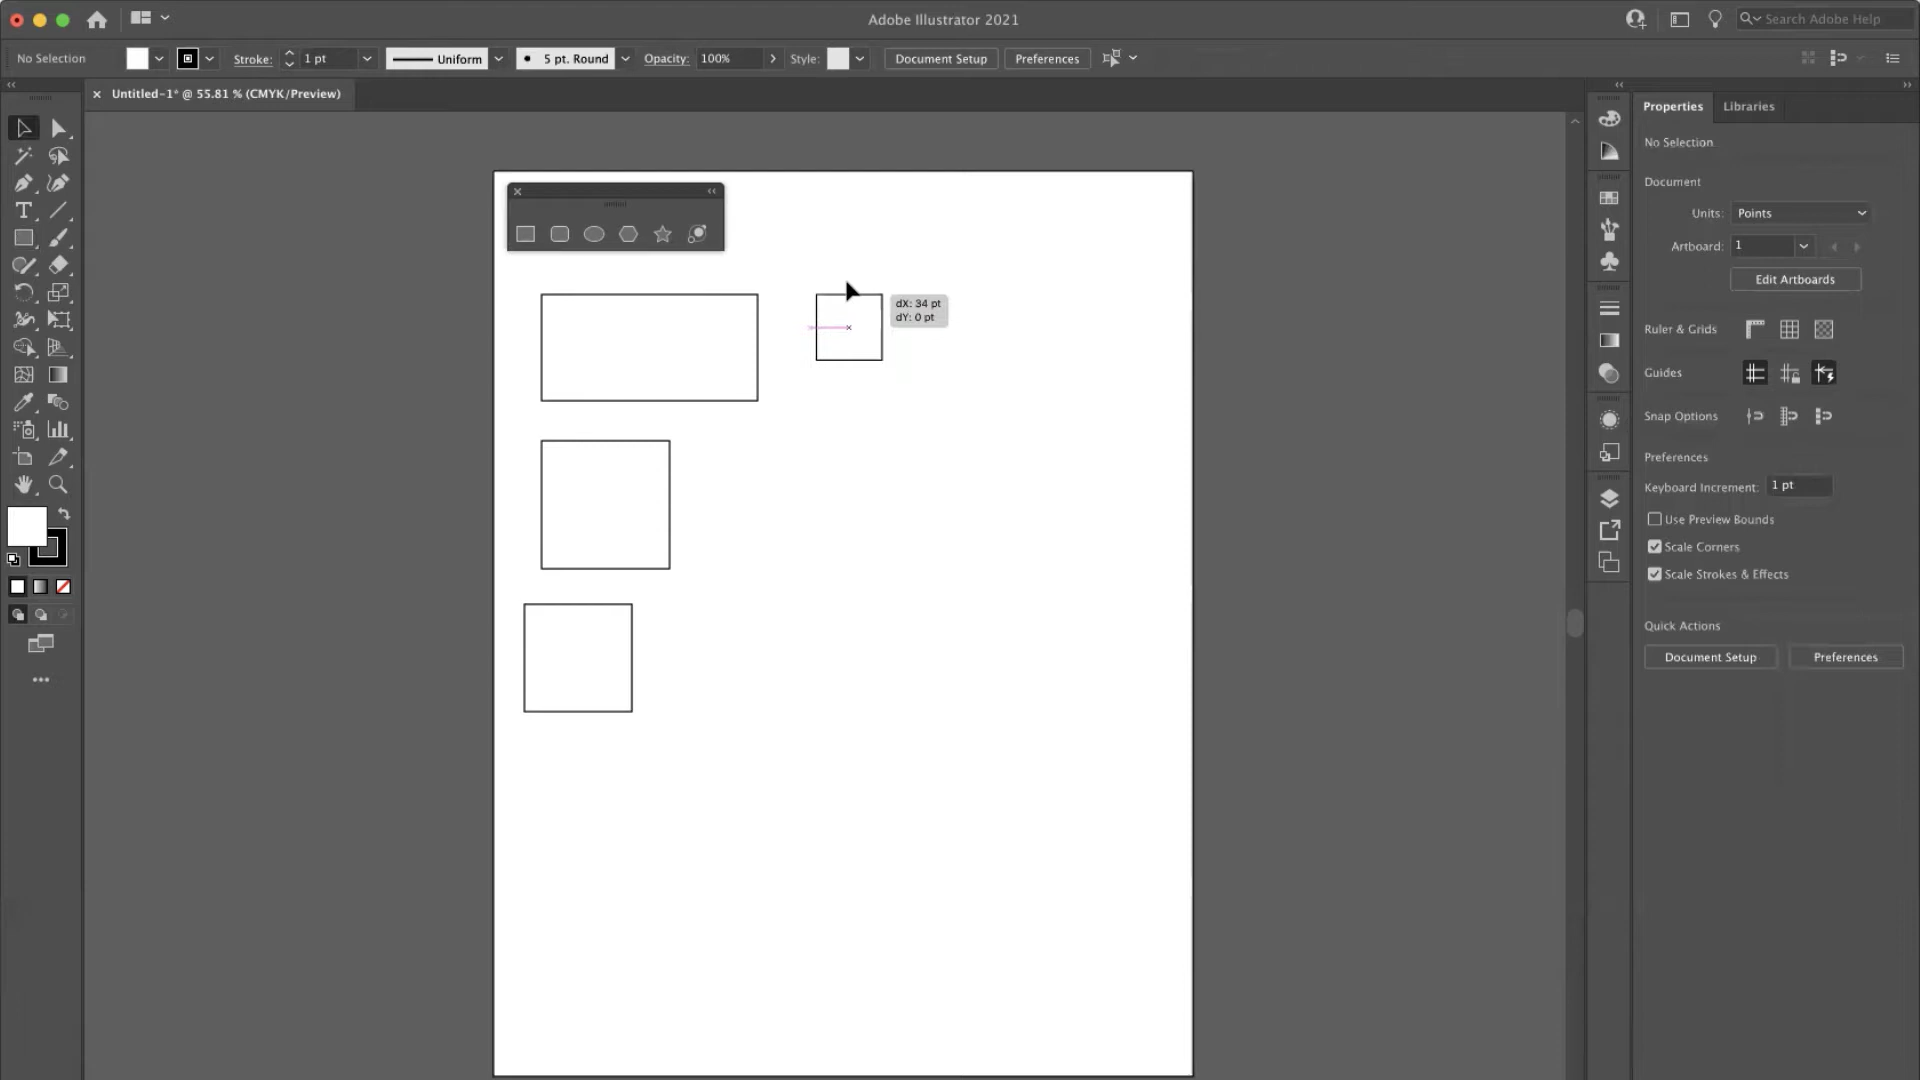 Adobe Illustrator 2021
Search Adobe Help
No Selection
Stroke:
1 pt
Uniform
5 pt. Round
Opacity:
100%
Style:
Document Setup
Preferences
Untitled-1* @ 55.81 % (CMYK/Preview)
Properties
Libraries
No Selection
Document
Units:
Points
Artboard:
1
Edit Artboards
dX: 34 pt
dY: 0 pt
Ruler & Grids
Guides
Snap Options
Preferences
Keyboard Increment:
1 pt
Use Preview Bounds
Scale Corners
Scale Strokes & Effects
Quick Actions
Document Setup
Preferences